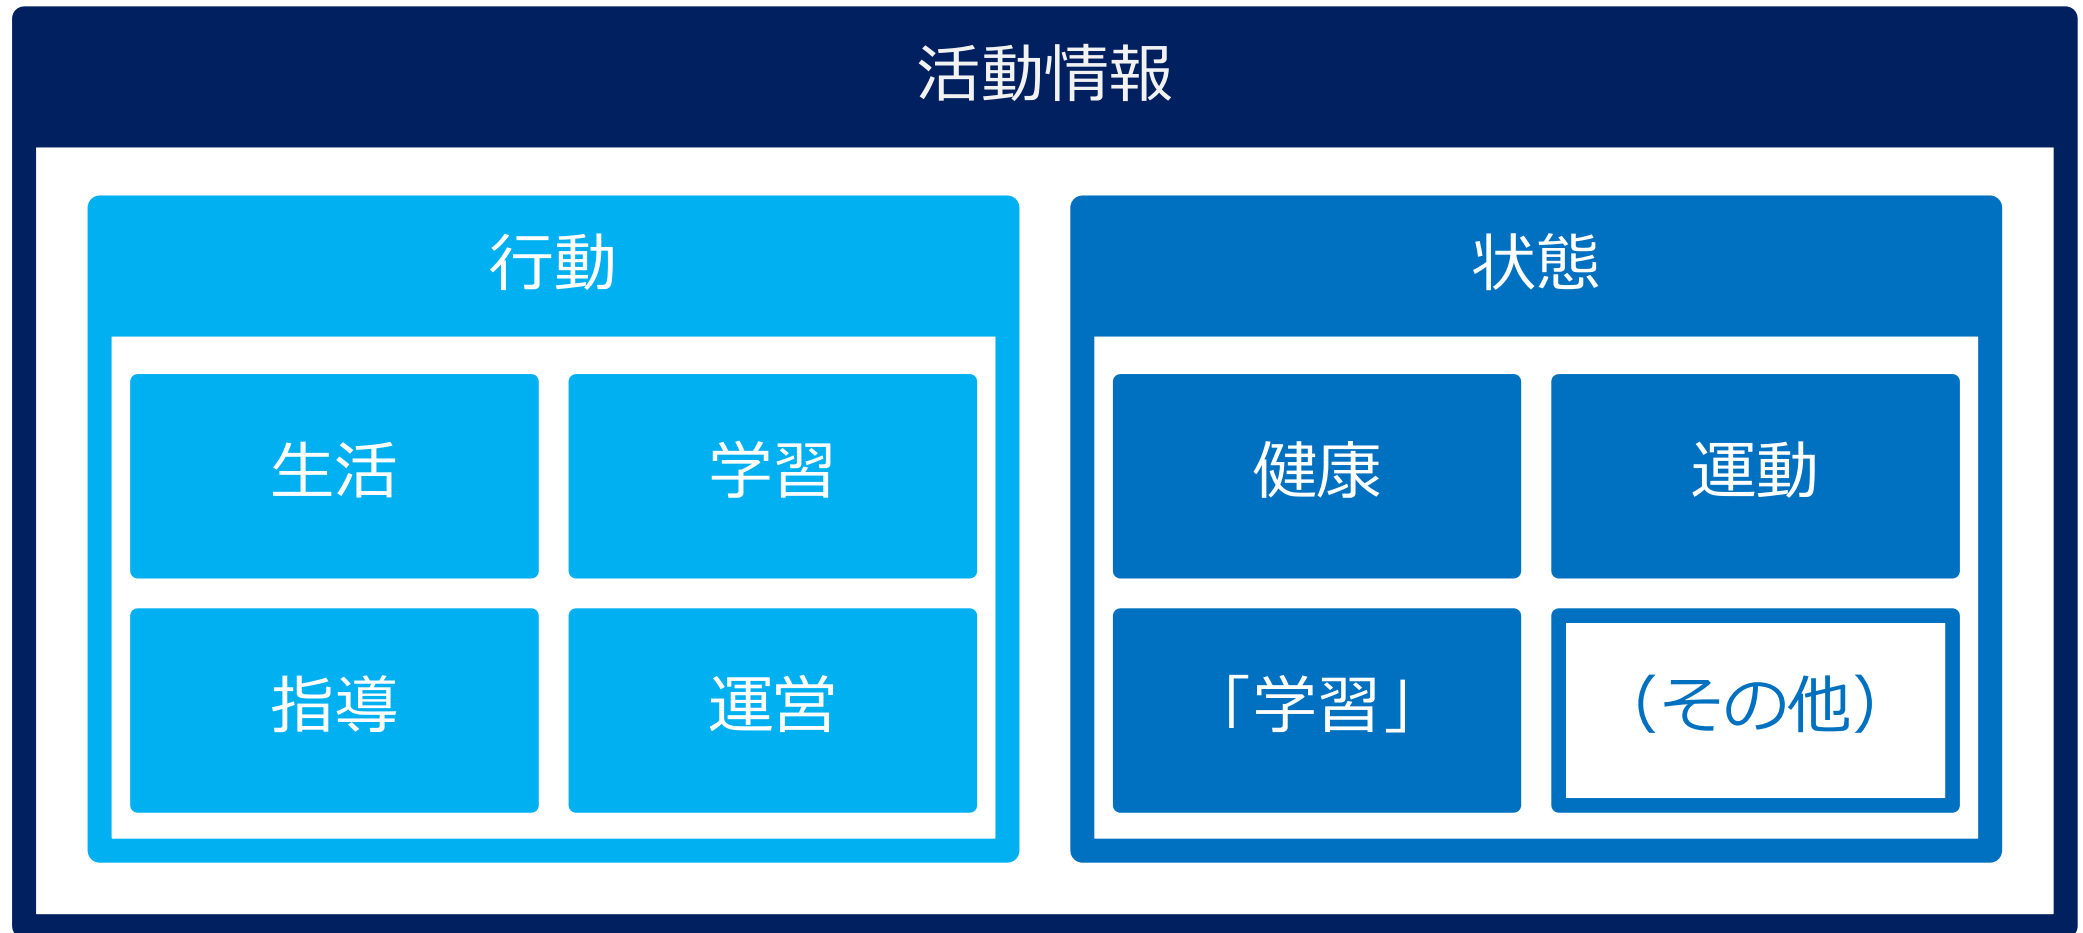 活動情報
行動
生活
学習
指導
運営
状態
健康
運動
「学習」
（その他）